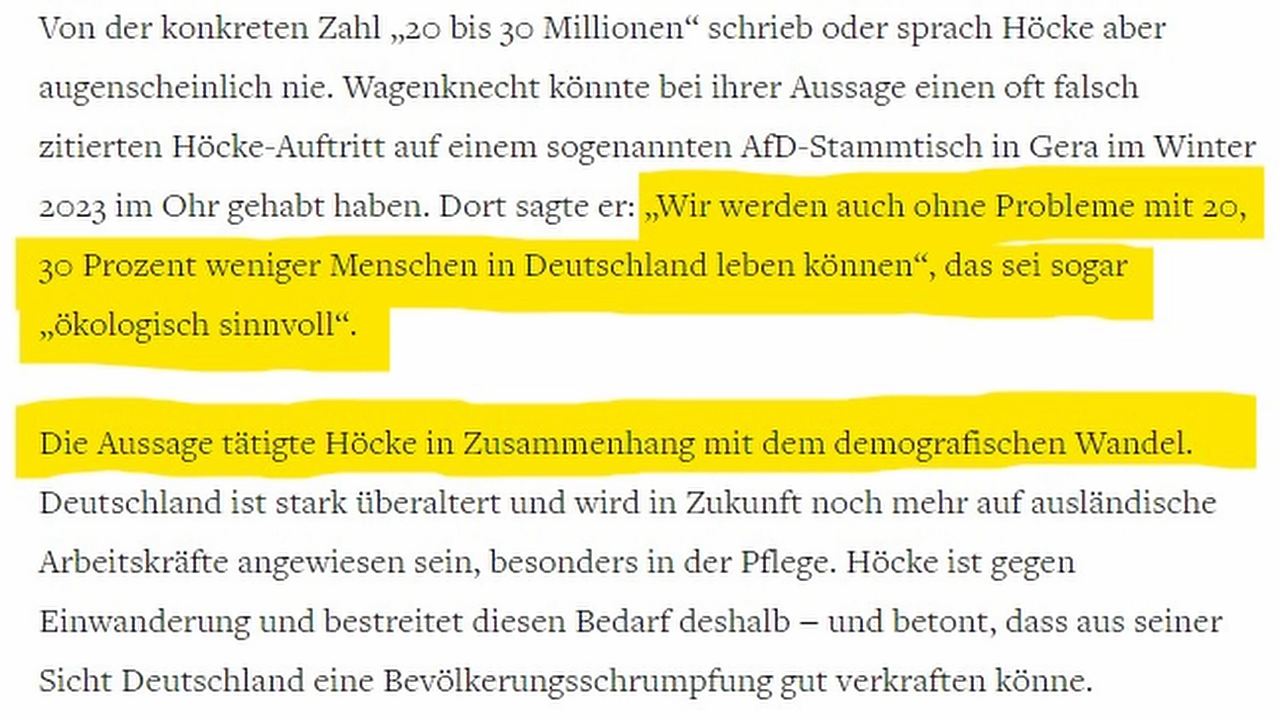 Von der konkreten Zahl „20 bis 30 Millionen“ schrieb oder sprach Höcke aber
augenscheinlich nie. Wagenknecht könnte bei ihrer Aussage einen oft falsch
zitierten Höcke-Auftritt auf einem sogenannten AfD-Stammtisch in Gera im Winter
2023 im Ohr gehabt haben. Dort sagte er: „Wir werden auch ohne Probleme mit 20,
30 Prozent weniger Menschen in Deutschland leben können“, das sei sogar
„ökologisch sinnvoll“.
Die Aussage tätigte Höcke in Zusammenhang mit dem demografischen Wandel.
Deutschland ist stark überaltert und wird in Zukunft noch mehr auf ausländische
Arbeitskräfte angewiesen sein, besonders in der Pflege. Höcke ist gegen
Einwanderung und bestreitet diesen Bedarf deshalb – und betont, dass aus seiner
Sicht Deutschland eine Bevölkerungsschrumpfung gut verkraften könne.